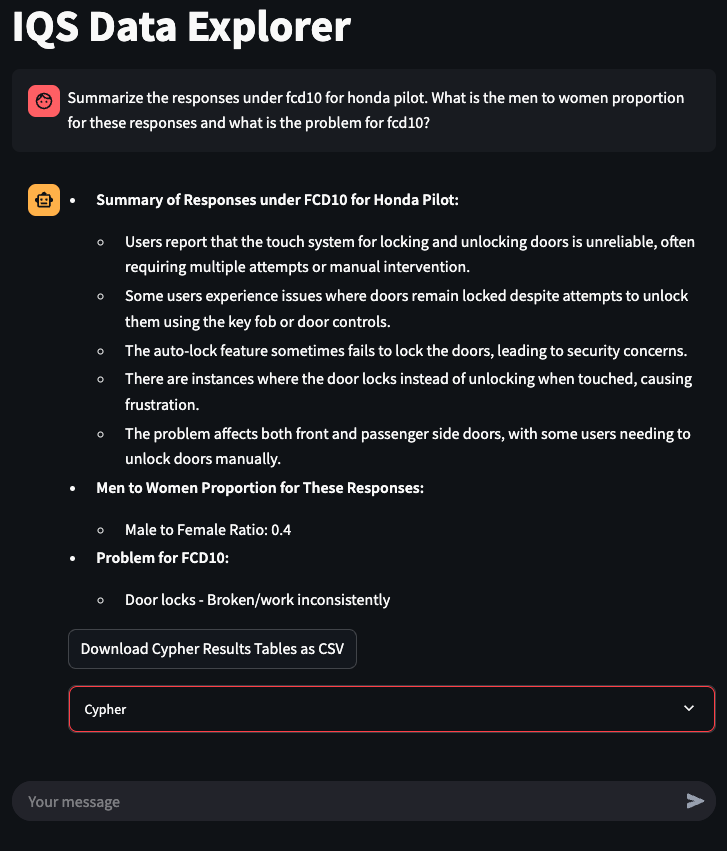 IQS Data Explorer
Summarize the responses under fcd10 for honda pilot. What is the men to women proportion
for these responses and what is the problem for fcd10?
• Summary of Responses under FCD10 for Honda Pilot:
○ Users report that the touch system for locking and unlocking doors is unreliable, often
requiring multiple attempts or manual intervention.
○ Some users experience issues where doors remain locked despite attempts to unlock
them using the key fob or door controls.
○ The auto-lock feature sometimes fails to lock the doors, leading to security concerns.
○ There are instances where the door locks instead of unlocking when touched, causing
frustration.
○ The problem affects both front and passenger side doors, with some users needing to
unlock doors manually.
• Men to Women Proportion for These Responses:
○ Male to Female Ratio: 0.4
• Problem for FCD10:
○ Door locks - Broken/work inconsistently
Download Cypher Results Tables as CSV
Cypher
Your message